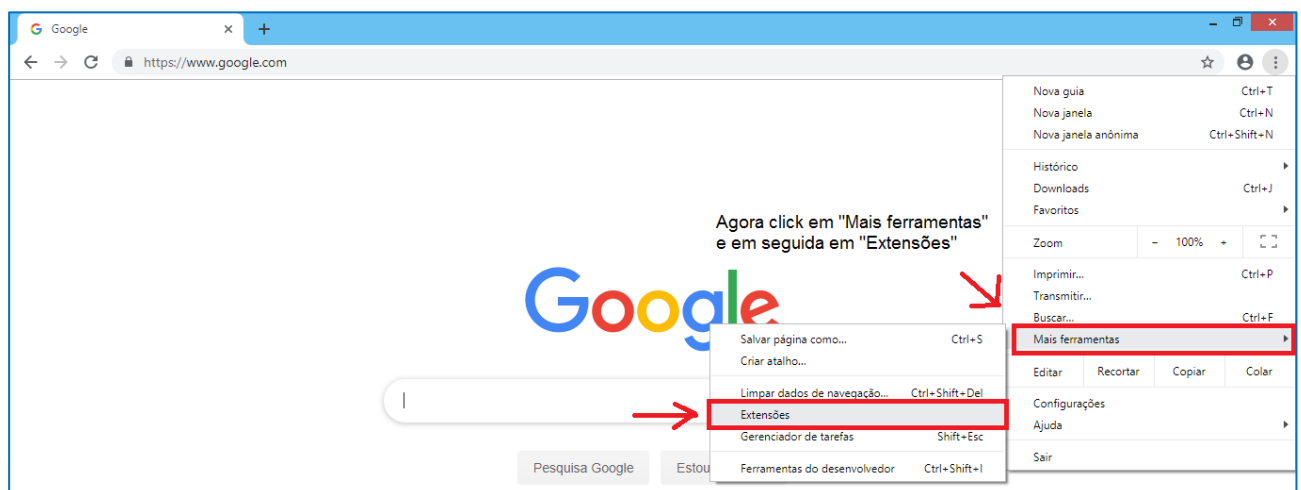 Google
https://www.google.com
Nova guia Ctrl+T
Nova janela Ctrl+N
Nova janela anônima Ctrl+Shift+N
Histórico
Downloads Ctrl+J
Favoritos
Zoom - 100% +
Imprimir... Ctrl+P
Transmitir...
Buscar... Ctrl+F
Mais ferramentas
Editar Recortar Copiar Colar
Configurações
Ajuda
Sair
Agora click em "Mais ferramentas"
e em seguida em "Extensões"
Google
Salvar página como... Ctrl+S
Criar atalho...
Limpar dados de navegação... Ctrl+Shift+Del
Extensões
Gerenciador de tarefas Shift+Esc
Ferramentas do desenvolvedor Ctrl+Shift+I
Pesquisa Google Estou